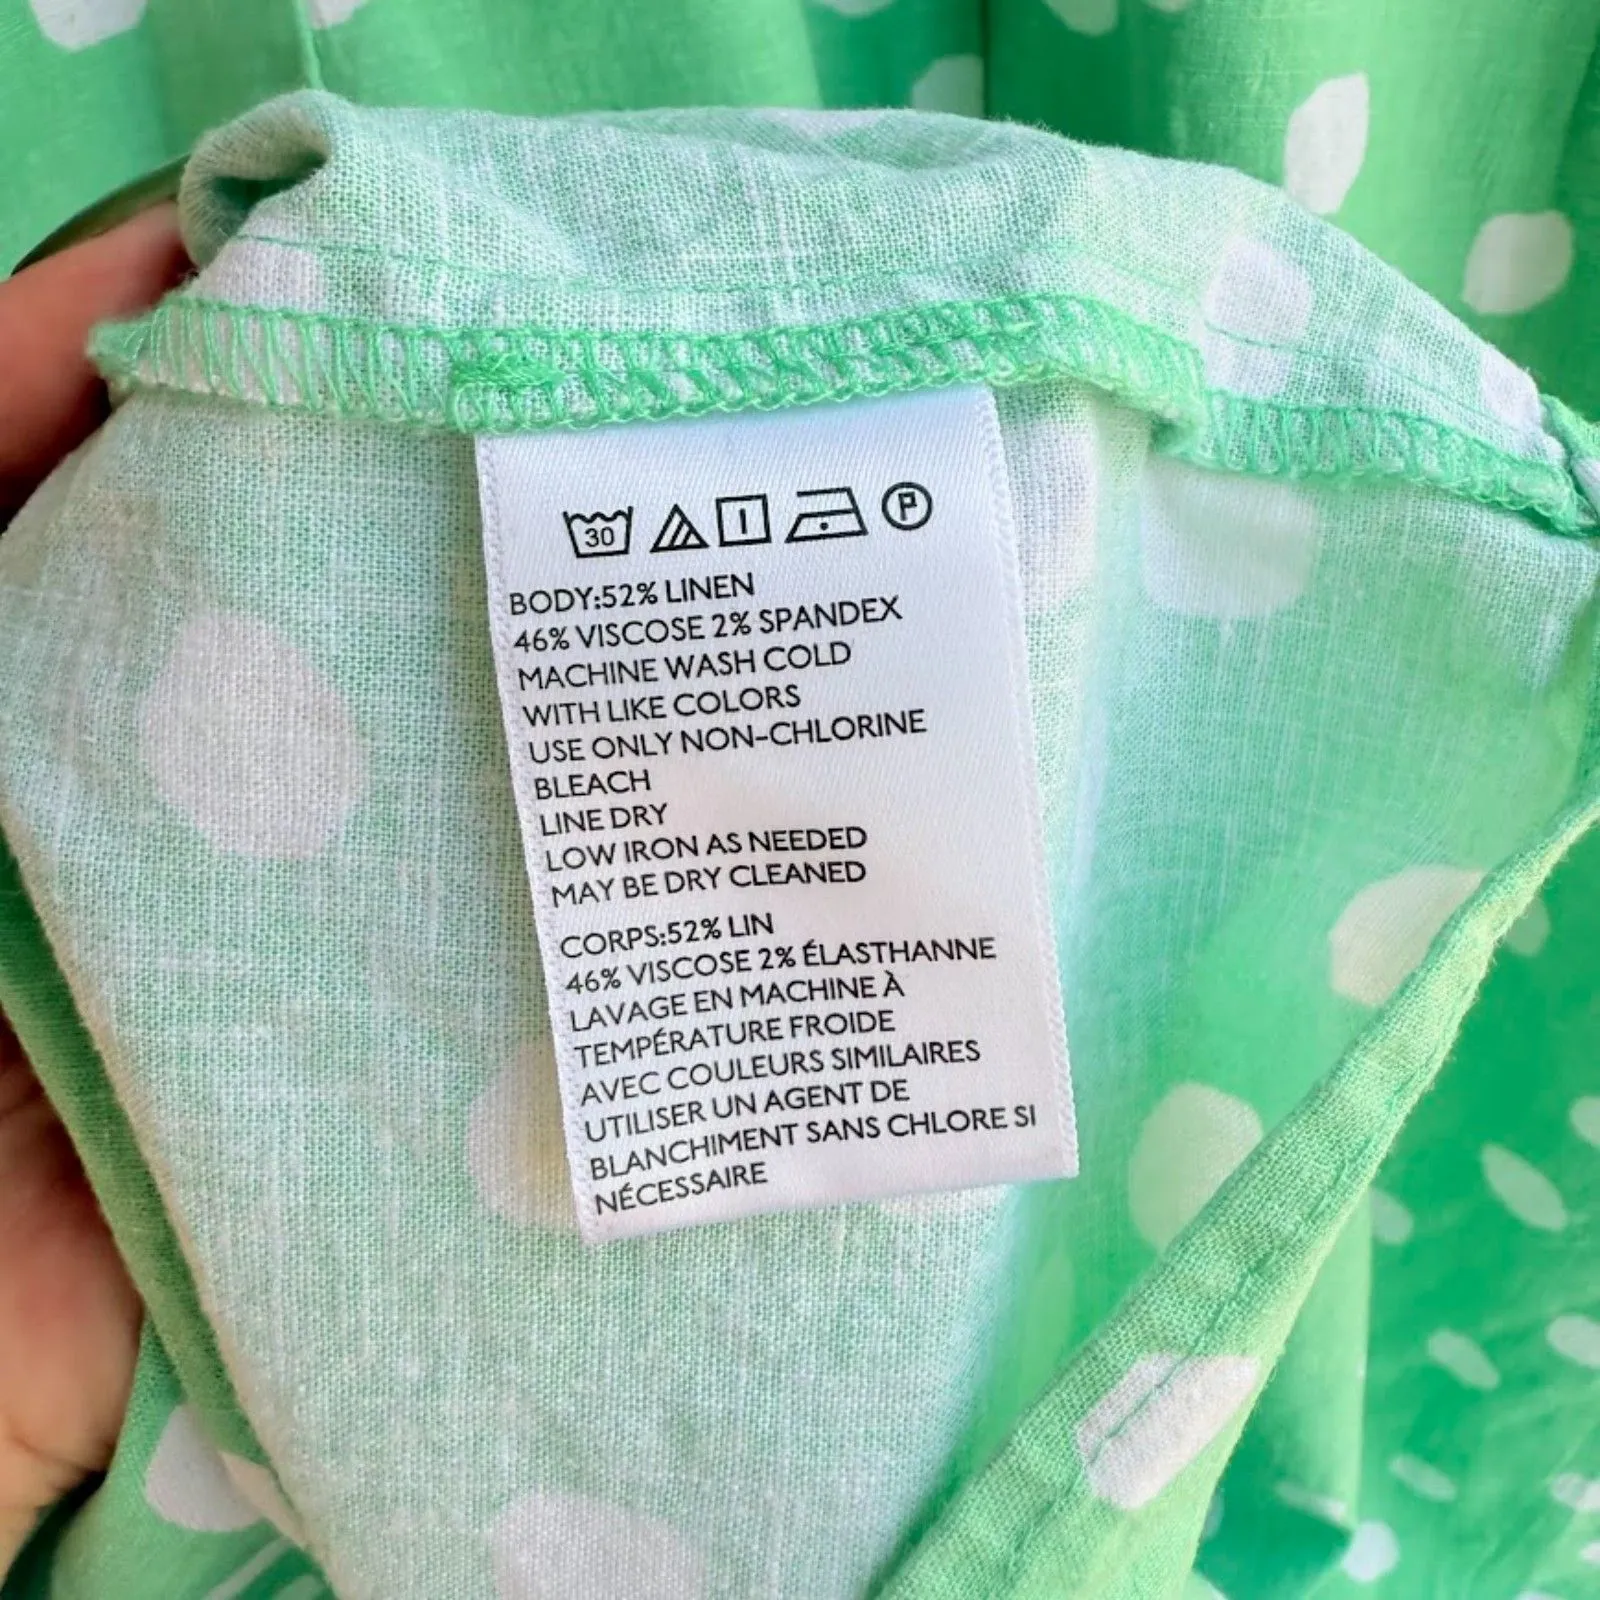 30 P
BODY:52% LINEN
46% VISCOSE 2% SPANDEX
MACHINE WASH COLD
WITH LIKE COLORS
USE ONLY NON-CHLORINE
BLEACH
LINE DRY
LOW IRON AS NEEDED
MAY BE DRY CLEANED
CORPS:52% LIN
46% VISCOSE 2% ÉLASTHANNE
LAVAGE EN MACHINE À
TEMPÉRATURE FROIDE
AVEC COULEURS SIMILAIRES
UTILISER UN AGENT DE
BLANCHIMENT SANS CHLORE SI
NÉCESSAIRE